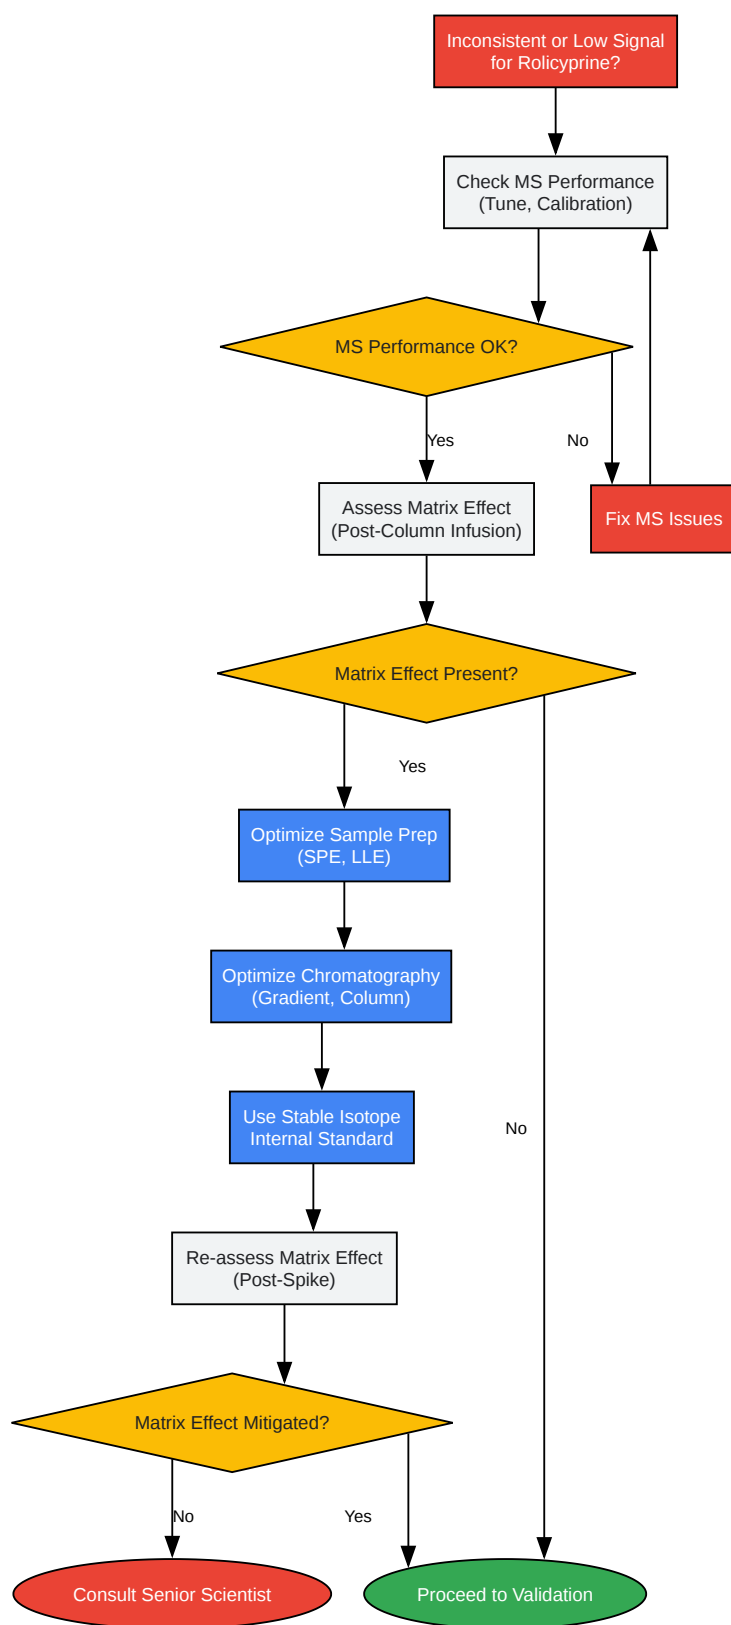 Inconsistent or Low Signal
for Rolicyprine?
Check MS Performance
(Tune, Calibration)
MS Performance OK?
Yes
No
Assess Matrix Effect
(Post-Column Infusion)
Fix MS Issues
Matrix Effect Present?
Yes
Optimize Sample Prep
(SPE, LLE)
Optimize Chromatography
(Gradient, Column)
Use Stable Isotope
Internal Standard
No
Re-assess Matrix Effect
(Post-Spike)
Matrix Effect Mitigated?
No
Yes
Consult Senior Scientist
Proceed to Validation